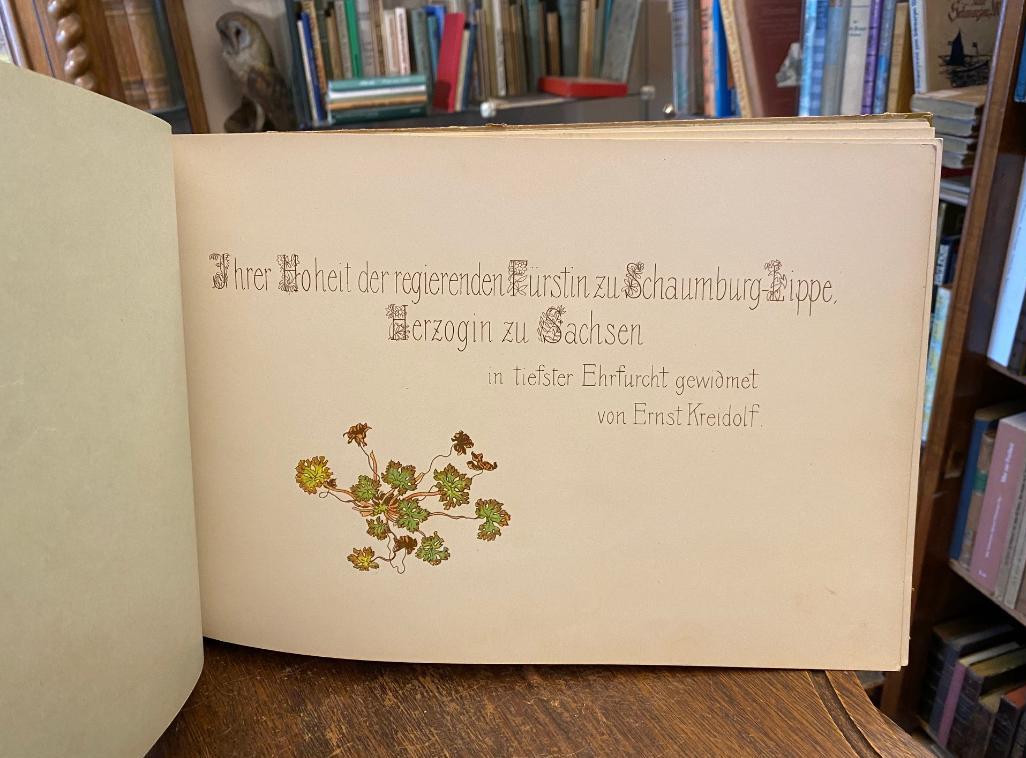 Ihrer Hoheit der regierenden Fürstin zu Schaumburg-Lippe,
Herzogin zu Sachsen
in tiefster Ehrfurcht gewidmet
von Ernst Kreidolf.